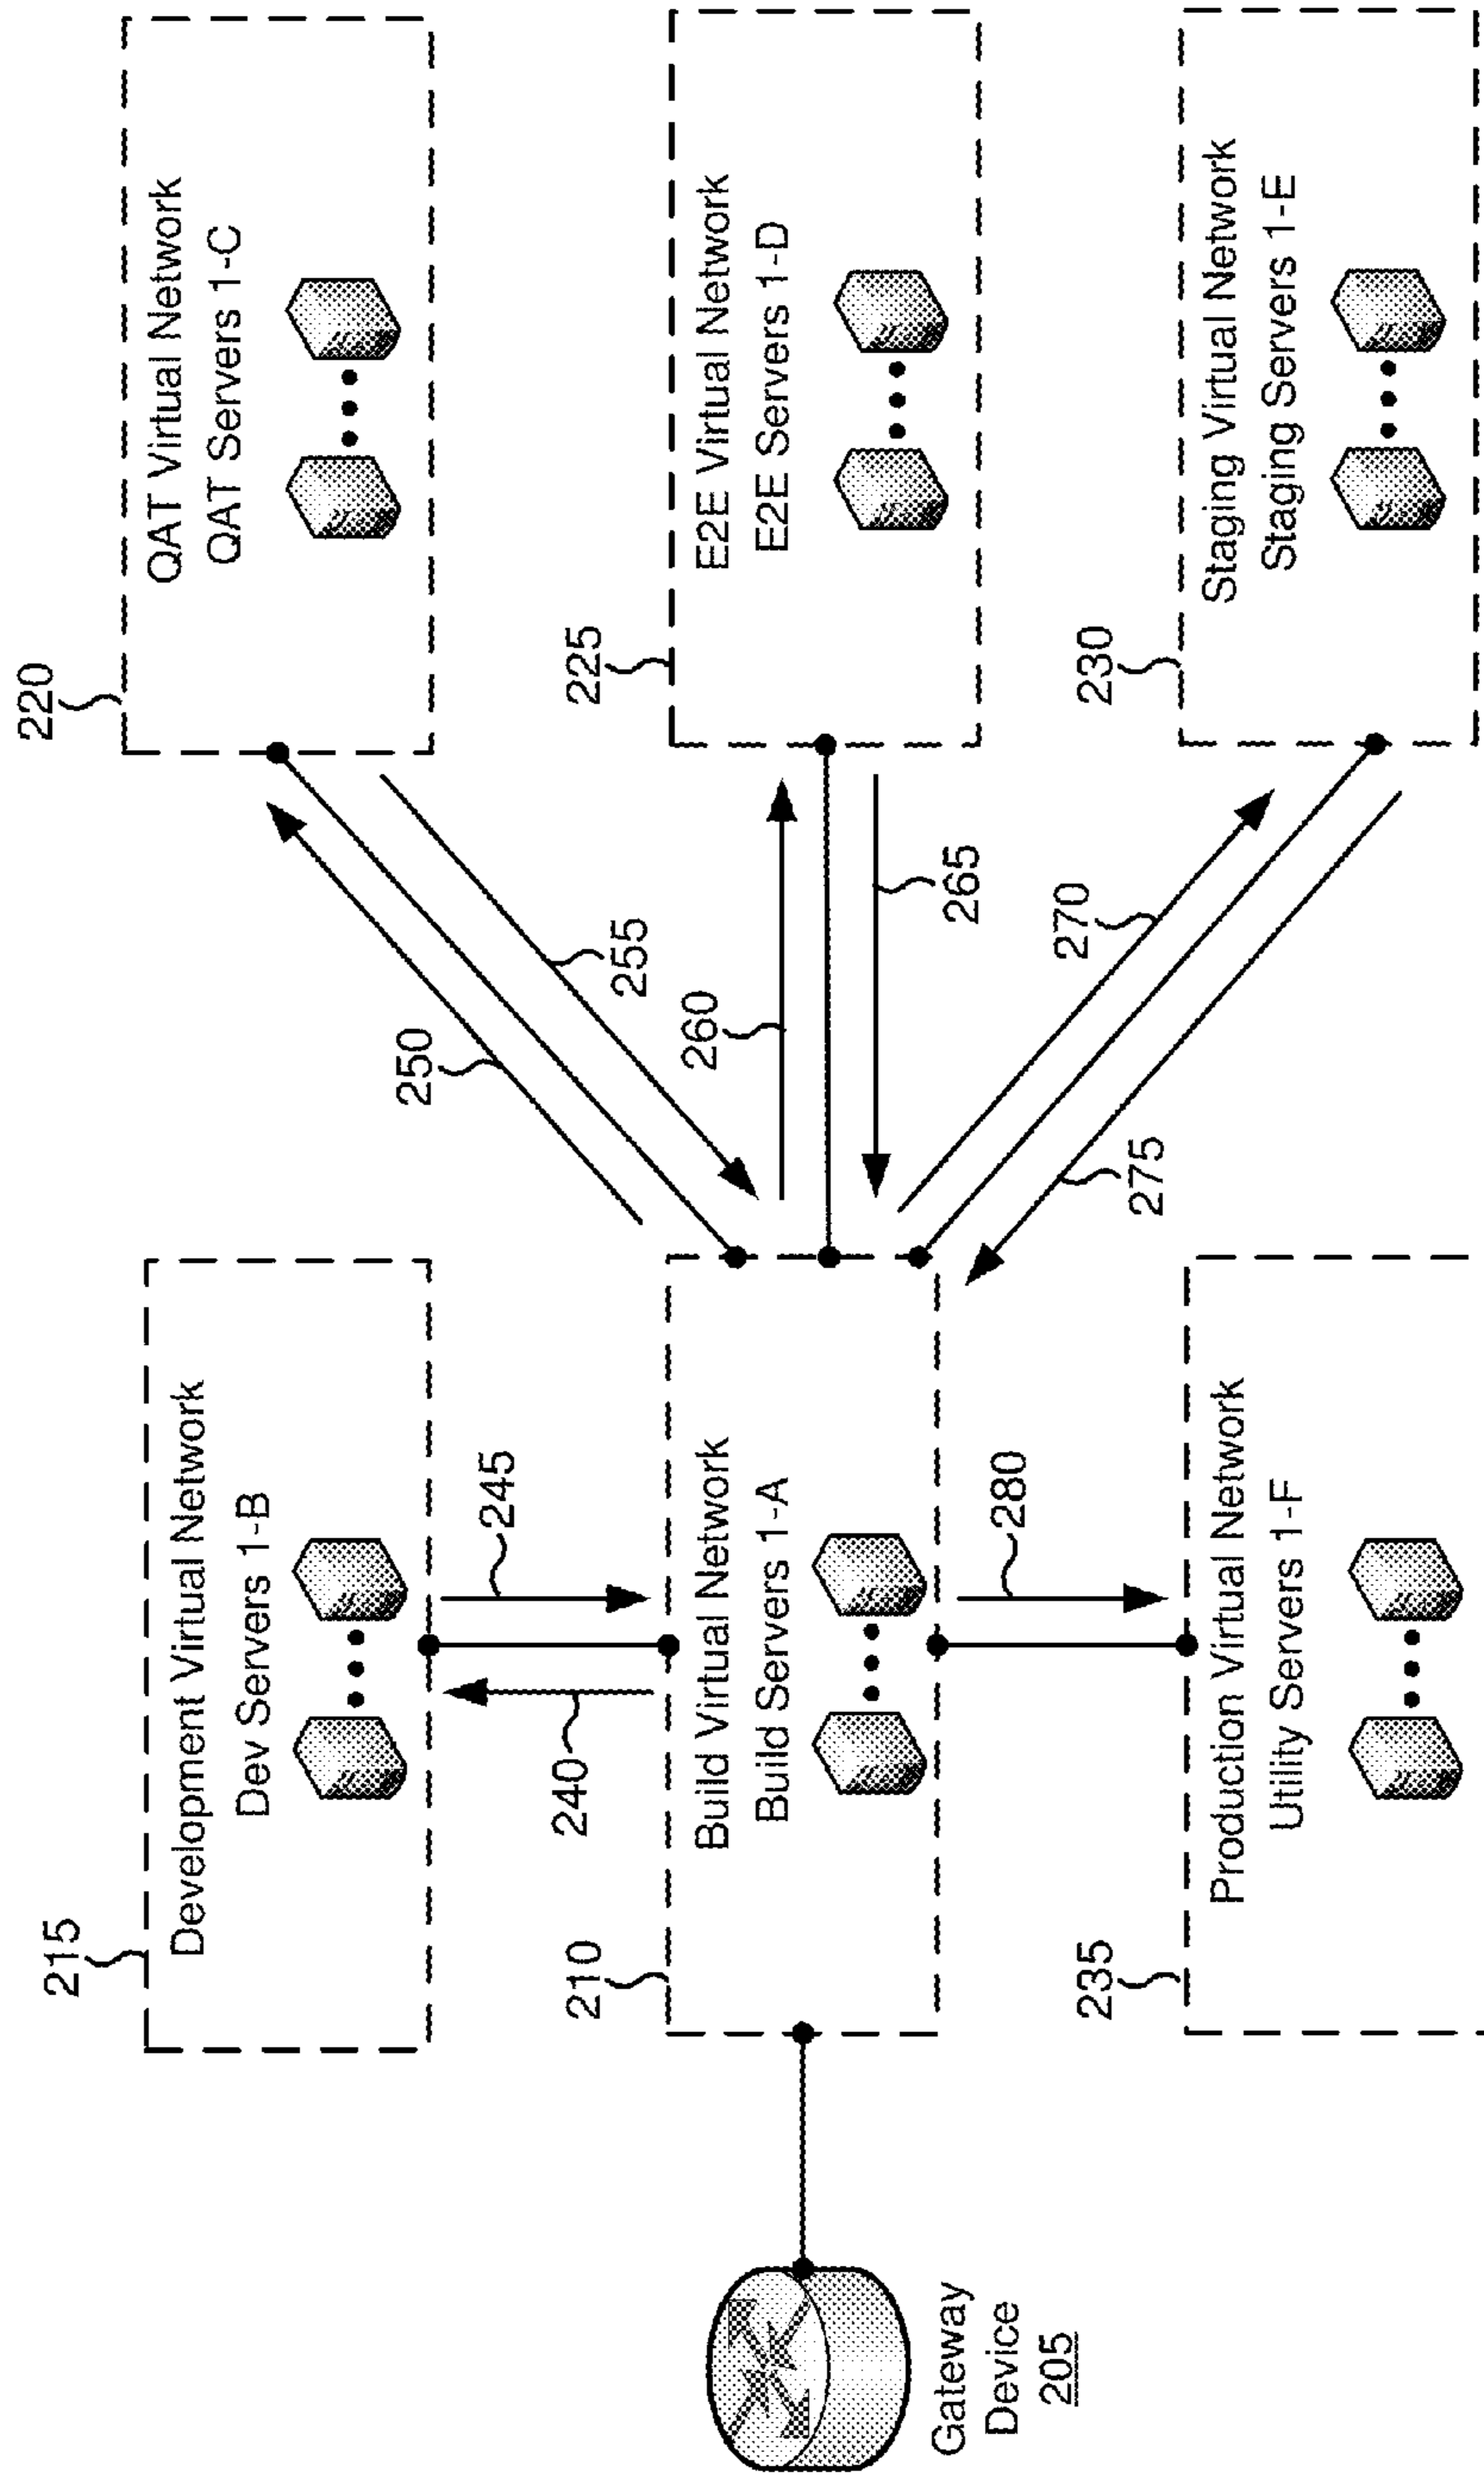 215
Development Virtual Network
Dev Servers 1-B
220
QAT Virtual Network
QAT Servers 1-C
240
245
250
255
Gateway
Device
205
210
Build Virtual Network
Build Servers 1-A
260
265
225
E2E Virtual Network
E2E Servers 1-D
280
270
275
235
Production Virtual Network
Utility Servers 1-F
230
Staging Virtual Network
Staging Servers 1-E